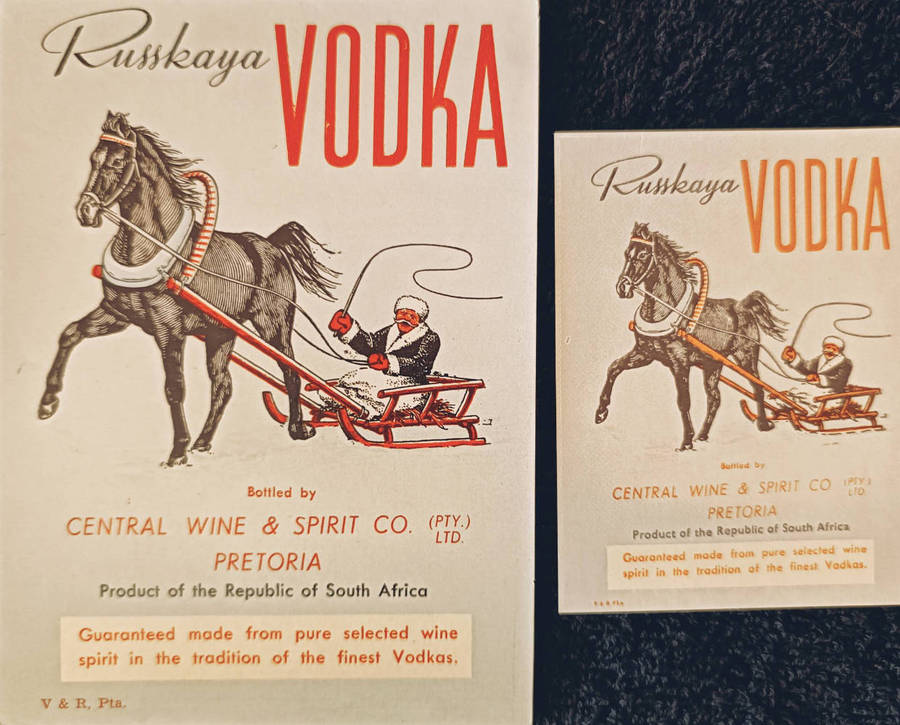 Russkaya VODKA
Bottled by
CENTRAL WINE & SPIRIT CO. (PTY.) LTD.
PRETORIA
Product of the Republic of South Africa
Guaranteed made from pure selected wine
spirit in the tradition of the finest Vodkas.
V & R, Pta.
Russkaya VODKA
Bottled by
CENTRAL WINE & SPIRIT CO (PTY.) LTD.
PRETORIA
Product of the Republic of South Africa
Guaranteed made from pure selected wine
spirit in the tradition of the finest Vodkas.
V & R Pta